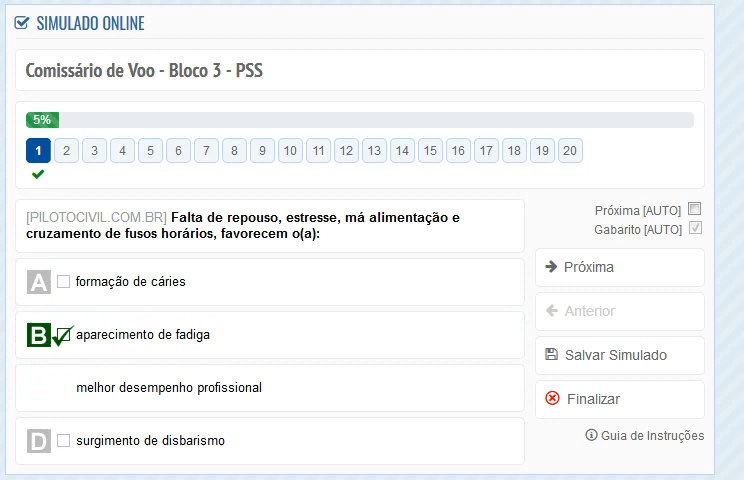 SIMULADO ONLINE
Comissário de Voo - Bloco 3 - PSS
5%
1 2 3 4 5 6 7 8 9 10 11 12 13 14 15 16 17 18 19 20
[PILOTOCIVIL.COM.BR] Falta de repouso, estresse, má alimentação e
cruzamento de fusos horários, favorecem o(a):
A formação de cáries
B aparecimento de fadiga
melhor desempenho profissional
D surgimento de disbarismo
Próxima [AUTO]
Gabarito [AUTO]
Próxima
Anterior
Salvar Simulado
Finalizar
Guia de Instruções